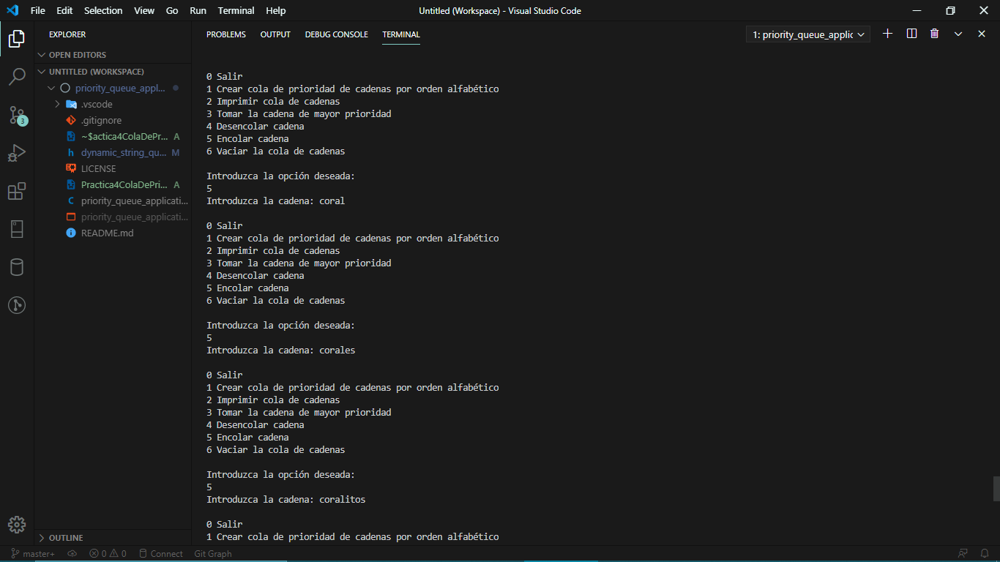 File Edit Selection View Go Run Terminal Help
Untitled (Workspace) - Visual Studio Code
EXPLORER
OPEN EDITORS
UNTITLED (WORKSPACE)
priority_queue_appl...
.vscode
.gitignore
~$actica4ColaDePr... A
dynamic_string_qu... M
LICENSE
Practica4ColaDePri... A
priority_queue_applicati...
priority_queue_applicati...
README.md
3
OUTLINE
PROBLEMS OUTPUT DEBUG CONSOLE TERMINAL
1: priority_queue_applic
0 Salir
1 Crear cola de prioridad de cadenas por orden alfabético
2 Imprimir cola de cadenas
3 Tomar la cadena de mayor prioridad
4 Desencolar cadena
5 Encolar cadena
6 Vaciar la cola de cadenas
Introduzca la opción deseada:
5
Introduzca la cadena: coral
0 Salir
1 Crear cola de prioridad de cadenas por orden alfabético
2 Imprimir cola de cadenas
3 Tomar la cadena de mayor prioridad
4 Desencolar cadena
5 Encolar cadena
6 Vaciar la cola de cadenas
Introduzca la opción deseada:
5
Introduzca la cadena: corales
0 Salir
1 Crear cola de prioridad de cadenas por orden alfabético
2 Imprimir cola de cadenas
3 Tomar la cadena de mayor prioridad
4 Desencolar cadena
5 Encolar cadena
6 Vaciar la cola de cadenas
Introduzca la opción deseada:
5
Introduzca la cadena: coralitos
0 Salir
1 Crear cola de prioridad de cadenas por orden alfabético
master+ 0 0 Connect Git Graph